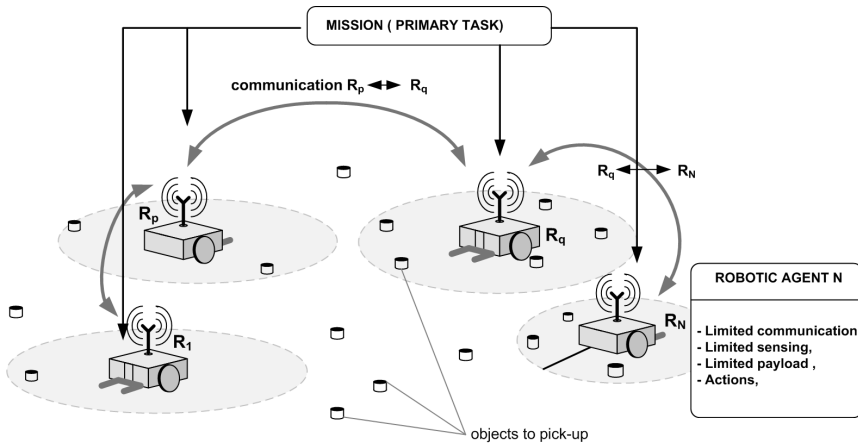 MISSION ( PRIMARY TASK)
communication Rp Rq
Rq RN
Rp
Rq
R1
RN
ROBOTIC AGENT N
- Limited communication
- Limited sensing,
- Limited payload ,
- Actions,
objects to pick-up